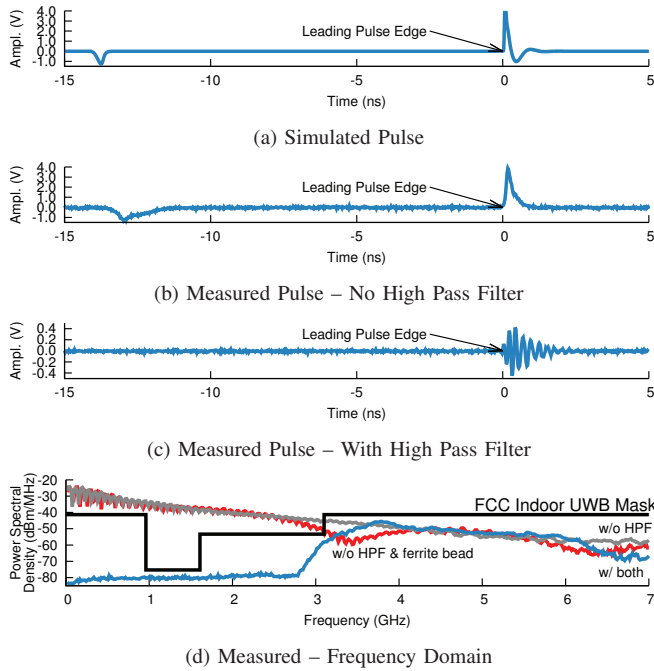 4.0
3.0
2.0
1.0
0.0
-1.0
Ampl. (V)
Leading Pulse Edge
-15 -10 -5 0 5
Time (ns)
(a) Simulated Pulse
4.0
3.0
2.0
1.0
0.0
-1.0
Ampl. (V)
Leading Pulse Edge
-15 -10 -5 0 5
Time (ns)
(b) Measured Pulse – No High Pass Filter
0.4
0.2
0.0
-0.2
-0.4
Ampl. (V)
Leading Pulse Edge
-15 -10 -5 0 5
Time (ns)
(c) Measured Pulse – With High Pass Filter
-20
-30
-40
-50
-60
-70
-80
Power Spectral
Density (dBm/MHz)
FCC Indoor UWB Mask
w/o HPF
w/o HPF & ferrite bead
w/ both
0 1 2 3 4 5 6 7
Frequency (GHz)
(d) Measured – Frequency Domain